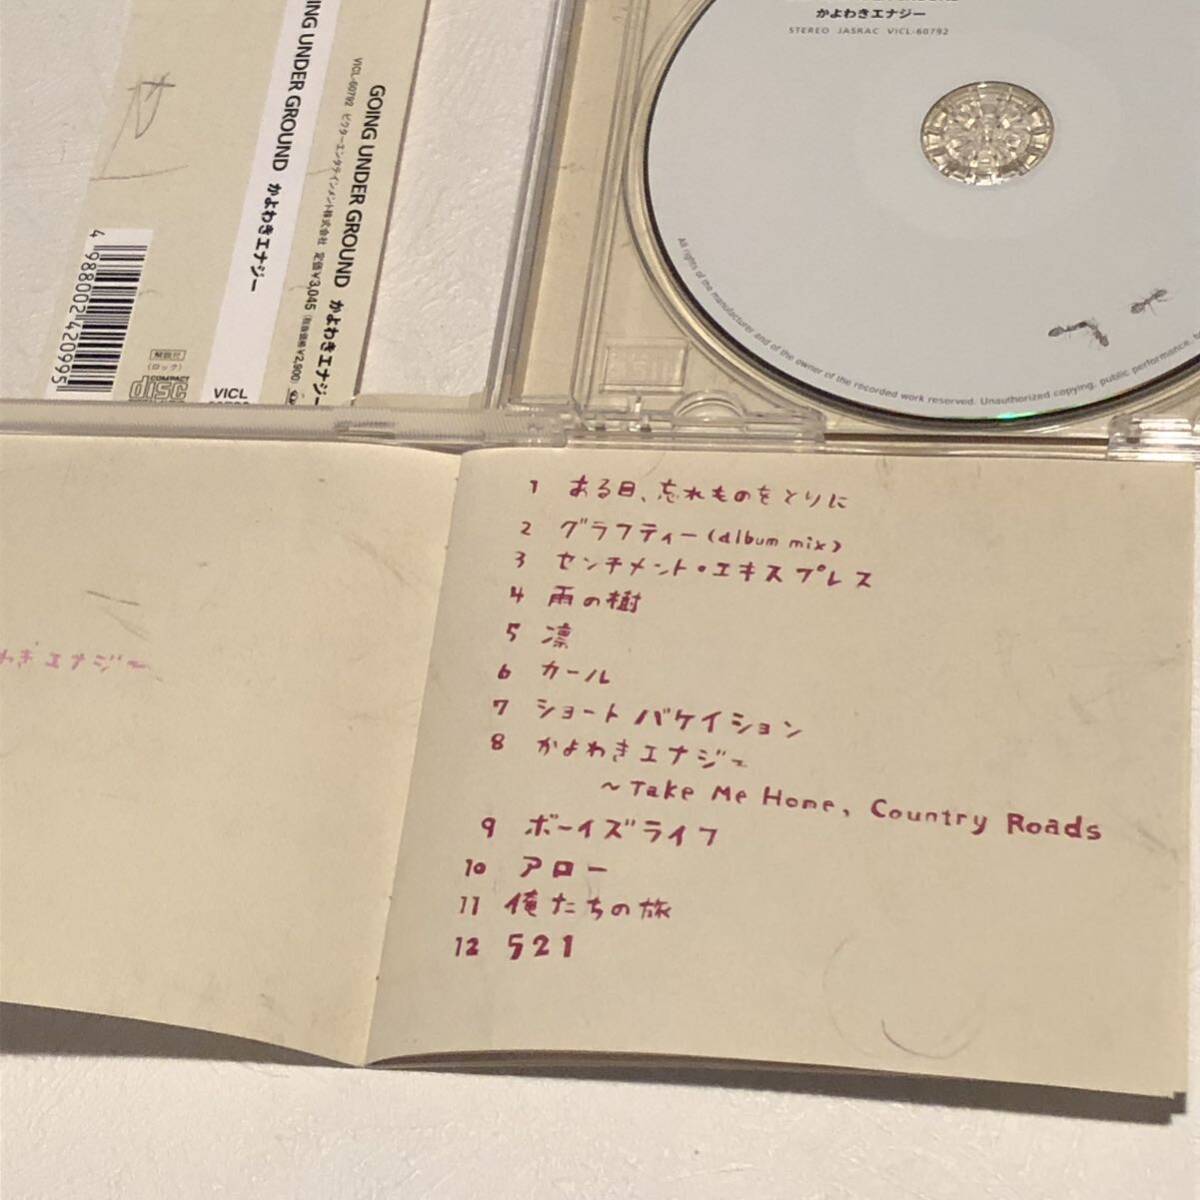 GOING UNDER GROUND かよわきエナジー
VICL-60792 ビクターエンタテインメント株式会社 定価¥3,045 (税抜価格¥2,900)
ING UNDER GROUND かよわきエナジー
4 988002 420995
解説付
(ロック)
COMPACT
disc
VICL
かよわきエナジー
STEREO JASRAC VICL-60792
All rights of the manufacturer and of the owner of the recorded work reserved. Unauthorized copying, public performance,
わきエナジー
1 ある日、忘れものをとりに
2 グラフティー(album mix)
3 センチメント・エキスプレス
4 雨の樹
5 凛
6 カール
7 ショートバケイション
8 かよわきエナジー
~Take Me Home, Country Roads
9 ボーイズライフ
10 アロー
11 俺たちの旅
12 521